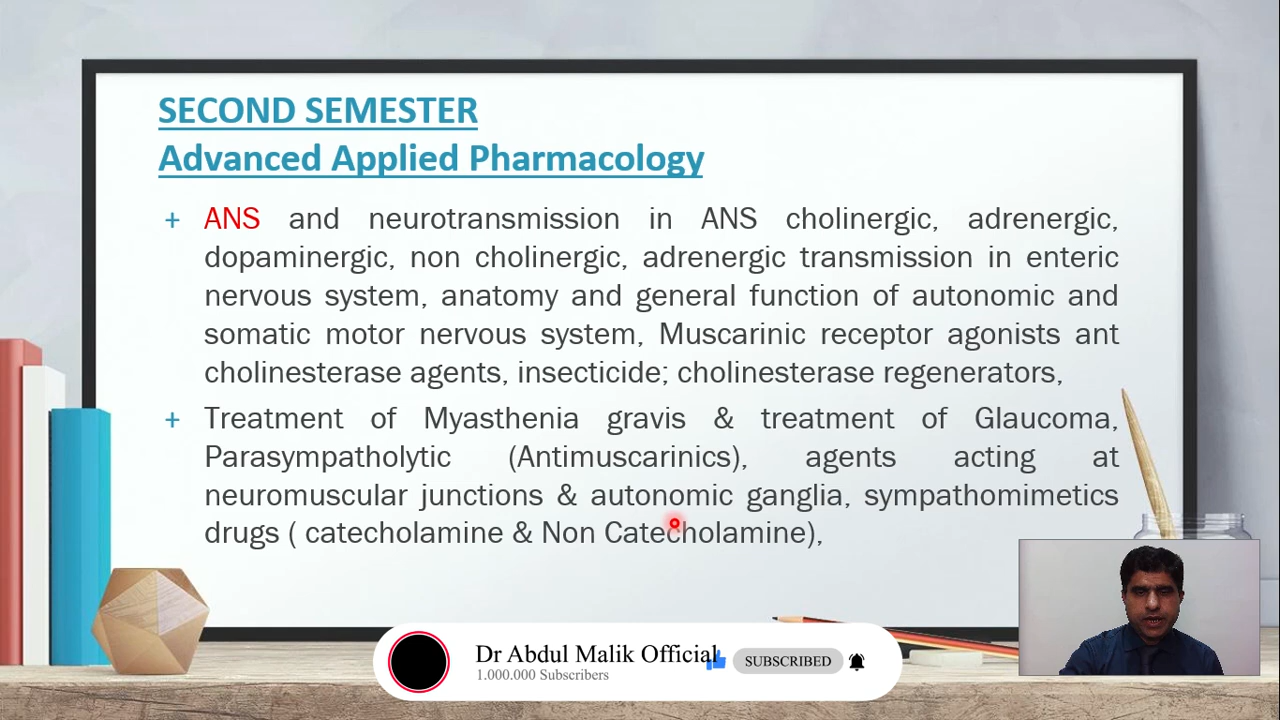 SECOND SEMESTER
Advanced Applied Pharmacology
+ ANS and neurotransmission in ANS cholinergic, adrenergic,
dopaminergic, non cholinergic, adrenergic transmission in enteric
nervous system, anatomy and general function of autonomic and
somatic motor nervous system, Muscarinic receptor agonists ant
cholinesterase agents, insecticide; cholinesterase regenerators,
+ Treatment of Myasthenia gravis & treatment of Glaucoma,
Parasympatholytic (Antimuscarinics), agents acting at
neuromuscular junctions & autonomic ganglia, sympathomimetics
drugs ( catecholamine & Non Catecholamine),
Dr Abdul Malik Official
1.000.000 Subscribers
SUBSCRIBED